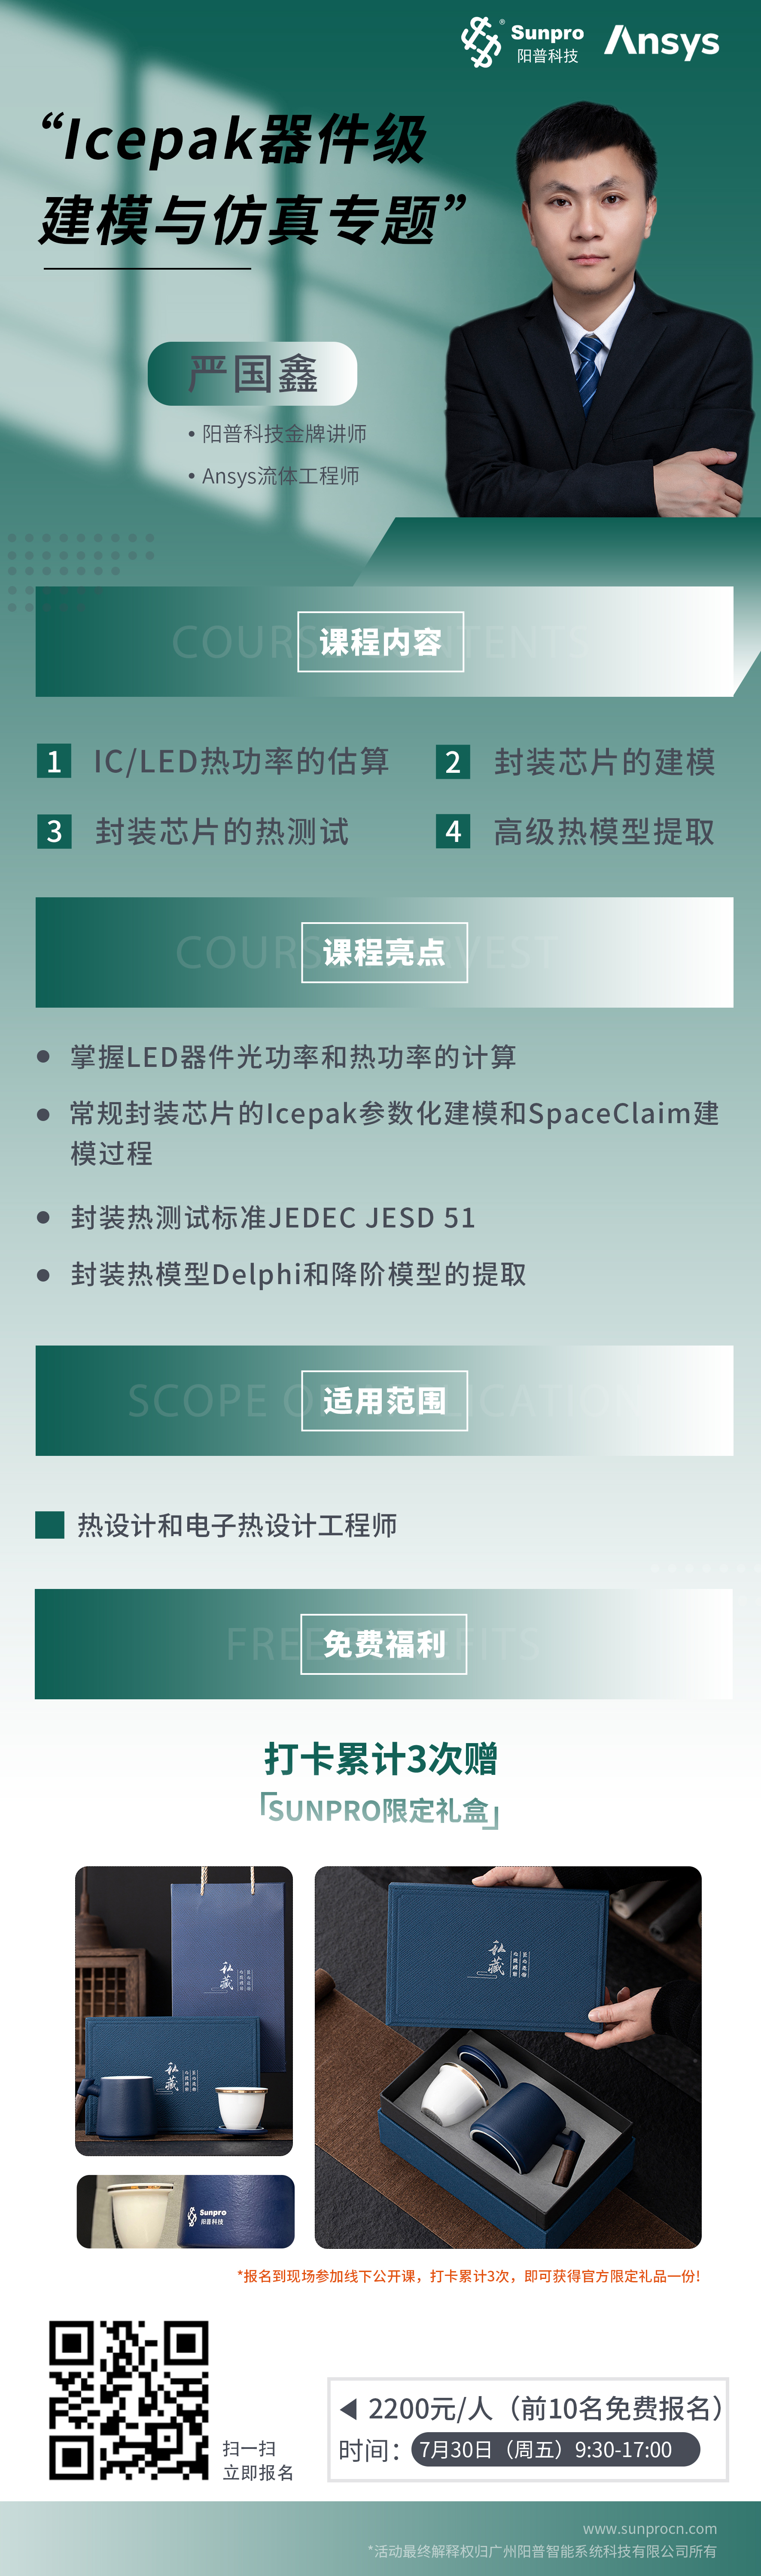 Sunpro
®
阳普科技
Ansys
“Icepak器件级
建模与仿真专题”
严国鑫
• 阳普科技金牌讲师
• Ansys流体工程师
课程内容
1 IC/LED热功率的估算
2 封装芯片的建模
3 封装芯片的热测试
4 高级热模型提取
课程亮点
● 掌握LED器件光功率和热功率的计算
● 常规封装芯片的Icepak参数化建模和SpaceClaim建
模过程
● 封装热测试标准JEDEC JESD 51
● 封装热模型Delphi和降阶模型的提取
SCOPE
适用范围
热设计和电子热设计工程师
FREE
免费福利
打卡累计3次赠
「SUNPRO限定礼盒」
私藏
私藏
私藏
Sunpro
阳普科技
*报名到现场参加线下公开课，打卡累计3次，即可获得官方限定礼品一份!
扫一扫
立即报名
2200元/人（前10名免费报名）
时间：7月30日（周五）9:30-17:00
www.sunprocn.com
*活动最终解释权归广州阳普智能系统科技有限公司所有